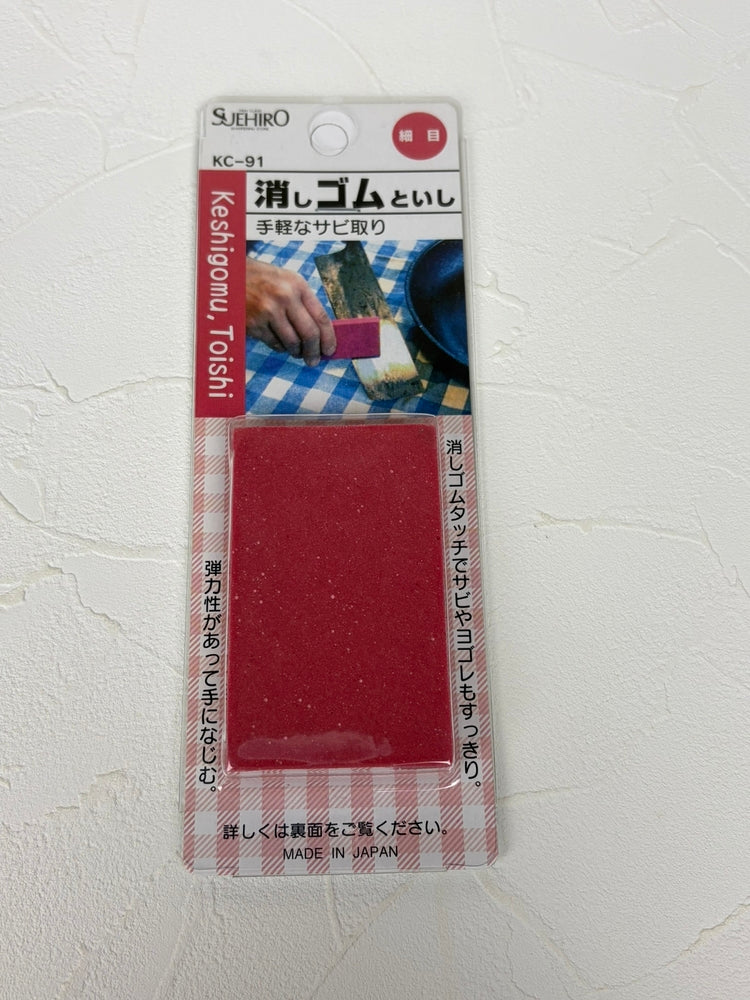 SUEHIRO
細目
KC-91
消しゴムといし
手軽なサビ取り
Keshigomu, Toishi
消しゴムタッチでサビやヨゴレもすっきり。
弾力性があって手になじむ。
詳しくは裏面をご覧ください。
MADE IN JAPAN